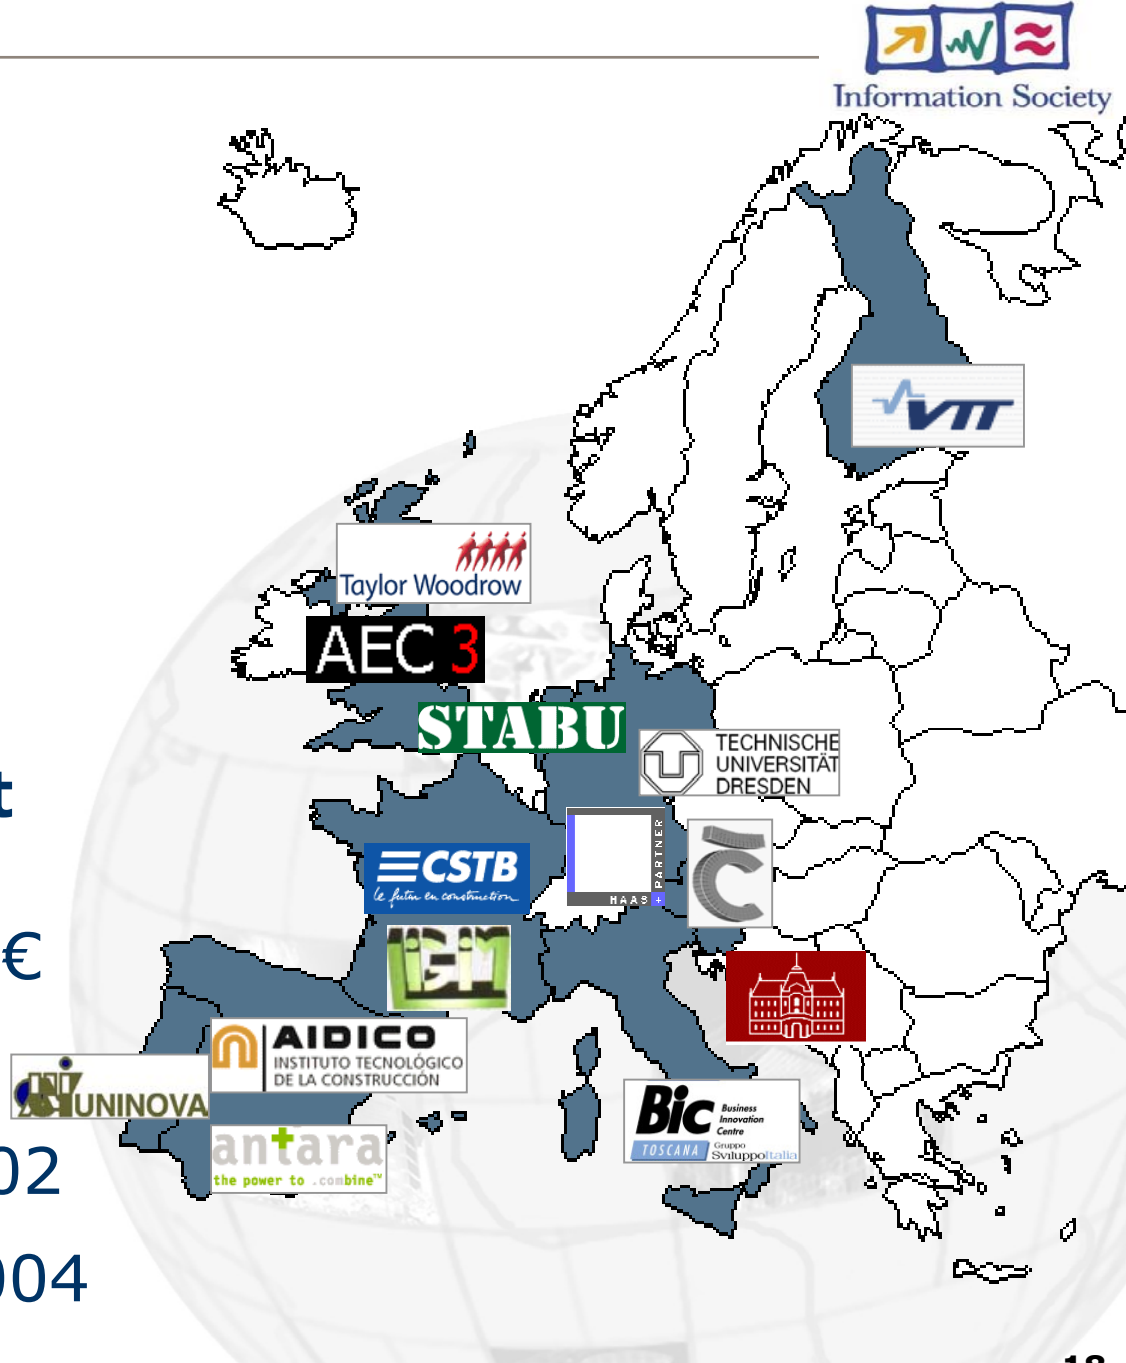 Information Society
VTT
Taylor Woodrow
AEC 3
STABU
TECHNISCHE
UNIVERSITÄT
DRESDEN
t
PARTNER
HAAS +
CSTB
le futur en construction
€
AIDICO
INSTITUTO TECNOLÓGICO
DE LA CONSTRUCCIÓN
UNINOVA
Bic Business
Innovation
Centre
TOSCANA Gruppo
SviluppoItalia
antara
the power to .combine™
02
004